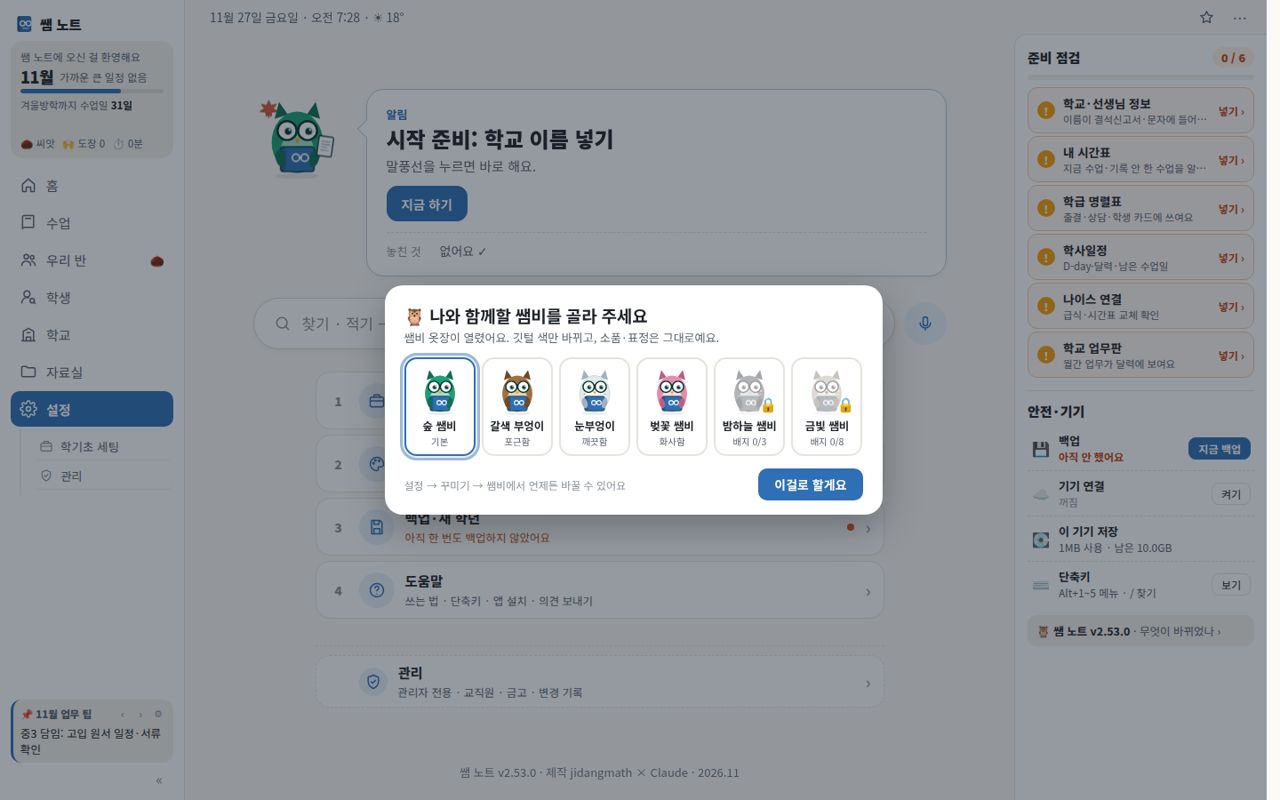 쌤 노트
쌤 노트에 오신 걸 환영해요
11월 가까운 큰 일정 없음
겨울방학까지 수업일 31일
씨앗 도장 0 0분
홈
수업
우리 반
학생
학교
자료실
설정
학기초 세팅
관리
11월 업무 팁 ‹ ›
중3 담임: 고입 원서 일정·서류
확인
«
11월 27일 금요일 · 오전 7:28 · ☀ 18°
알림
시작 준비: 학교 이름 넣기
말풍선을 누르면 바로 해요.
지금 하기
놓친 것 없어요 ✓
찾기 · 적기 –
나와 함께할 쌤비를 골라 주세요
쌤비 옷장이 열렸어요. 깃털 색만 바뀌고, 소품·표정은 그대로예요.
숲 쌤비
기본
갈색 부엉이
포근함
눈부엉이
깨끗함
벚꽃 쌤비
화사함
밤하늘 쌤비
배지 0/3
금빛 쌤비
배지 0/8
설정 → 꾸미기 → 쌤비에서 언제든 바꿀 수 있어요
이걸로 할게요
1
2
3 백업·새 학년
아직 한 번도 백업하지 않았어요 ›
4 도움말
쓰는 법 · 단축키 · 앱 설치 · 의견 보내기 ›
관리
관리자 전용 · 교직원 · 금고 · 변경 기록 ›
쌤 노트 v2.53.0 · 제작 jidangmath × Claude · 2026.11
준비 점검 0 / 6
학교·선생님 정보
이름이 결석신고서·문자에 들어… 넣기 ›
내 시간표
지금 수업·기록 안 한 수업을 알… 넣기 ›
학급 명렬표
출결·상담·학생 카드에 쓰여요 넣기 ›
학사일정
D-day·달력·남은 수업일 넣기 ›
나이스 연결
급식·시간표 교체 확인 넣기 ›
학교 업무판
월간 업무가 달력에 보여요 넣기 ›
안전·기기
백업
아직 안 했어요 지금 백업
기기 연결
꺼짐 켜기
이 기기 저장
1MB 사용 · 남은 10.0GB
단축키
Alt+1~5 메뉴 · / 찾기 보기
쌤 노트 v2.53.0 · 무엇이 바뀌었나 ›